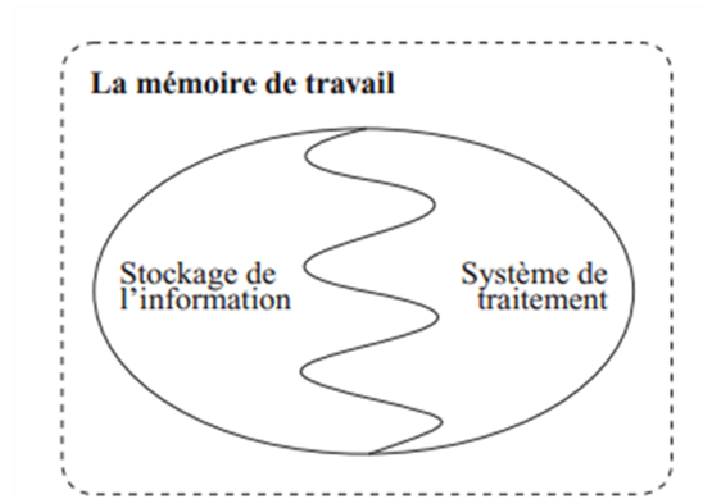 La mémoire de travail
Stockage de
l’information
Système de
traitement